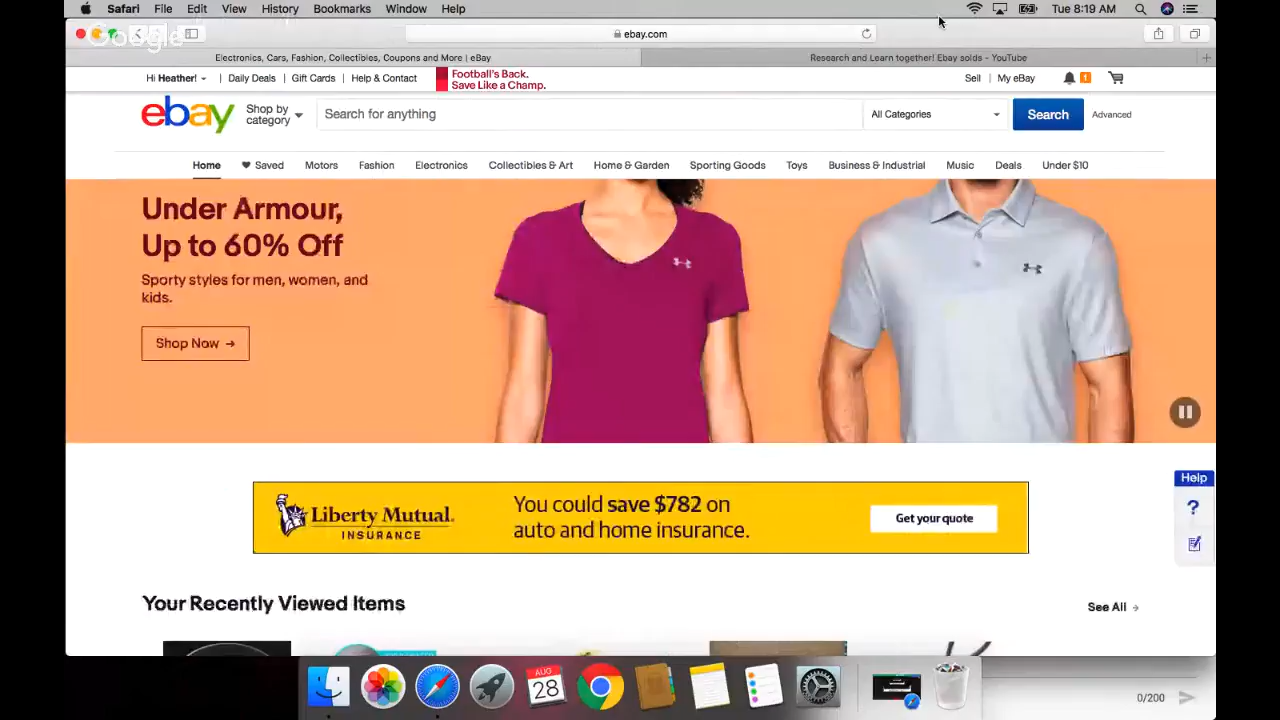 Safari File Edit View History Bookmarks Window Help Tue 8:19 AM
Google
ebay.com
Electronics, Cars, Fashion, Collectibles, Coupons and More | eBay
Research and Learn together! Ebay solds - YouTube
Hi Heather! Daily Deals Gift Cards Help & Contact
Football's Back.
Save Like a Champ.
Sell My eBay 1
ebay
Shop by
category
Search for anything
All Categories
Search
Advanced
Home Saved Motors Fashion Electronics Collectibles & Art Home & Garden Sporting Goods Toys Business & Industrial Music Deals Under $10
Under Armour,
Up to 60% Off
Sporty styles for men, women, and
kids.
Shop Now →
Help
?
Liberty Mutual.
INSURANCE
You could save $782 on
auto and home insurance.
Get your quote
Your Recently Viewed Items
See All →
AUG
28
0/200